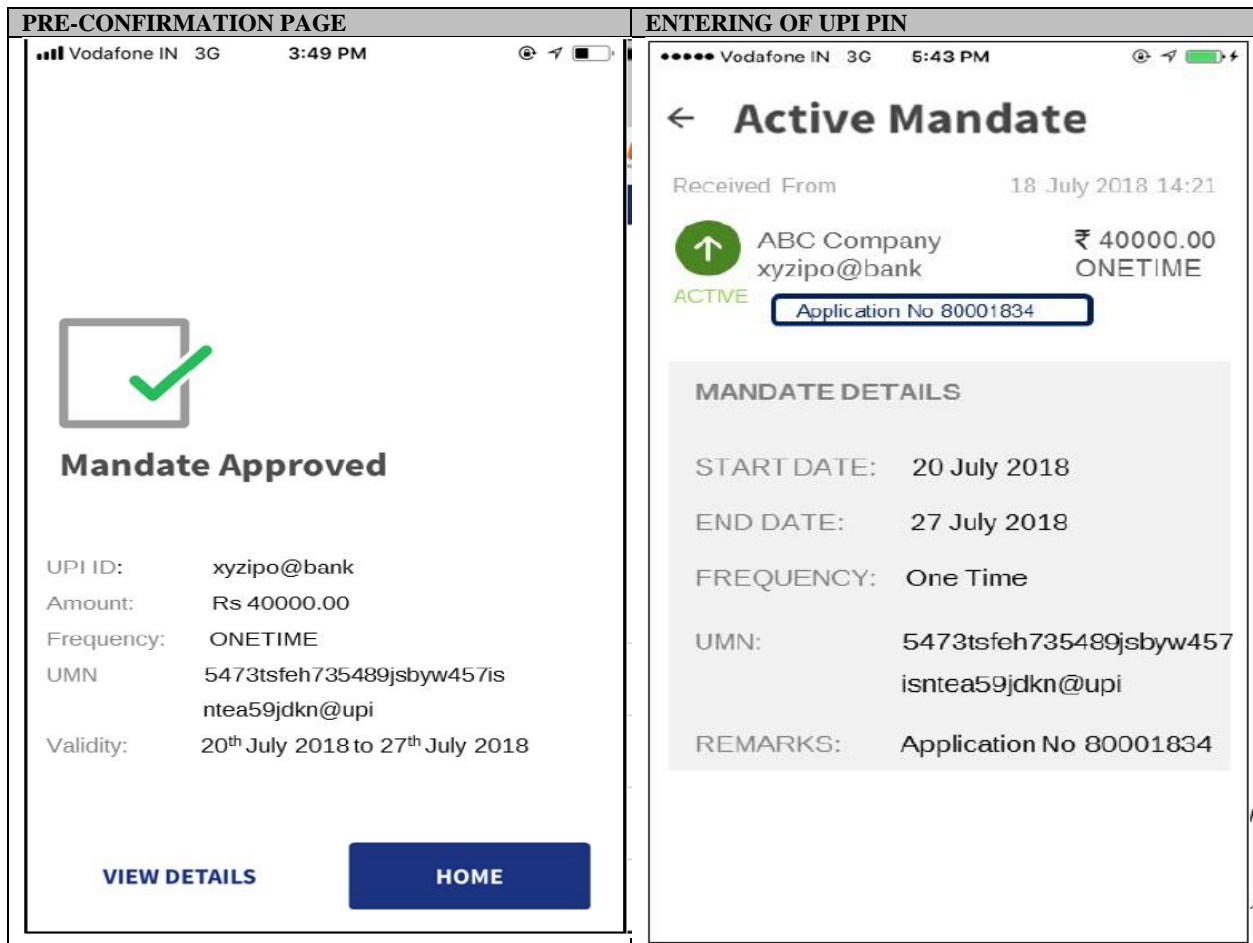 PRE-CONFIRMATION PAGE
Vodafone IN 3G 3:49 PM
Mandate Approved
UPI ID: xyzipo@bank
Amount: Rs 40000.00
Frequency: ONETIME
UMN 5473tsfeh735489jsbyw457is
ntea59jdkn@upi
Validity: 20th July 2018 to 27th July 2018
VIEW DETAILS HOME
ENTERING OF UPI PIN
Vodafone IN 3G 5:43 PM
← Active Mandate
Received From 18 July 2018 14:21
ABC Company ₹ 40000.00
xyzipo@bank ONETIME
ACTIVE
Application No 80001834
MANDATE DETAILS
START DATE: 20 July 2018
END DATE: 27 July 2018
FREQUENCY: One Time
UMN: 5473tsfeh735489jsbyw457
isntea59jdkn@upi
REMARKS: Application No 80001834